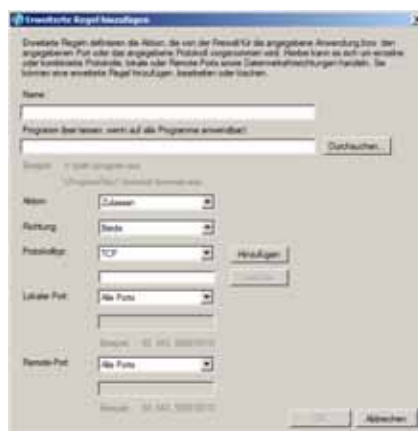 Erweiterte Regel hinzufügen
Erweiterte Regeln definieren die Aktion, die von der Firewall für die angegebene Anwendung bzw. den
angegebenen Port oder das angegebene Protokoll vorgenommen wird. Hierbei kann es sich um einzelne
oder kombinierte Protokolle, lokale oder Remote Ports sowie Datenverkehrsrichtungen handeln. Sie
können eine erweiterte Regel hinzufügen, bearbeiten oder löschen.
Name:
Programm (leer lassen, wenn auf alle Programme anwendbar):
Durchsuchen...
Beispiel:
Aktion:
Zulassen
Richtung:
Beide
Protokolltyp:
TCP
Hinzufügen
Lokaler Port:
Alle Ports
Beispiel:
Remote-Port:
Alle Ports
Beispiel:
OK
Abbrechen